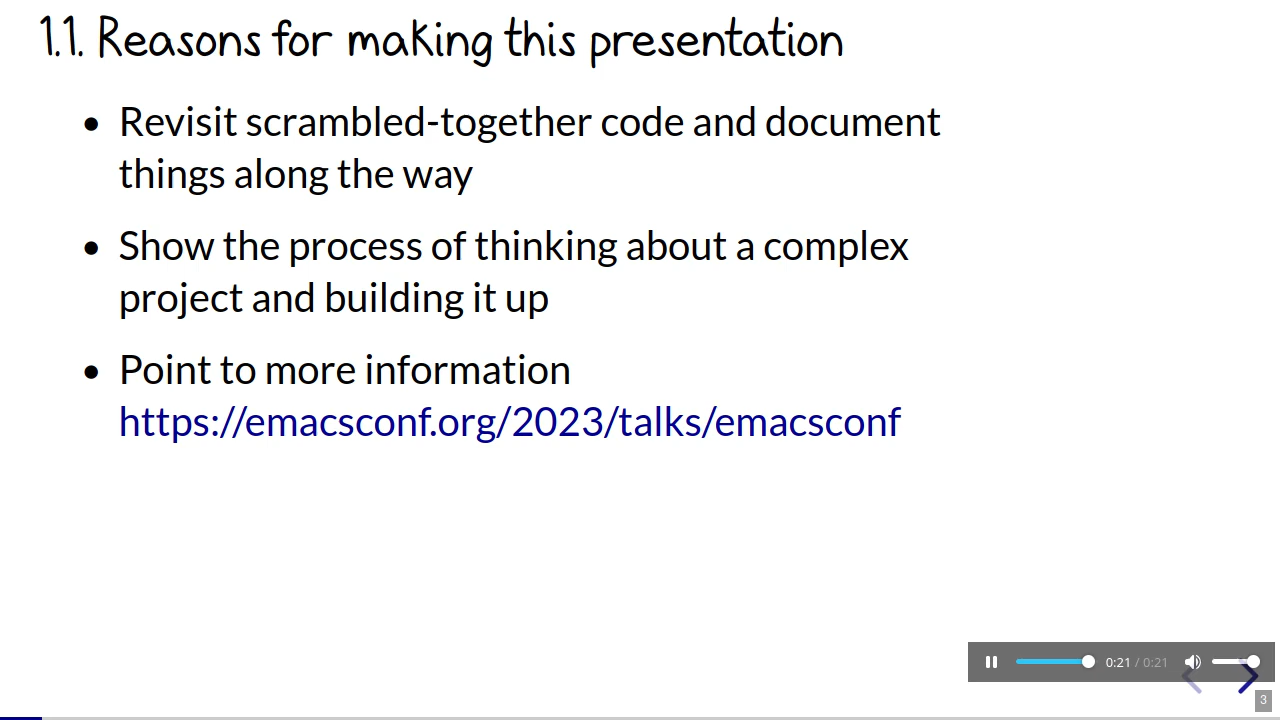 1.1. Reasons for making this presentation
• Revisit scrambled-together code and document
things along the way
• Show the process of thinking about a complex
project and building it up
• Point to more information
https://emacsconf.org/2023/talks/emacsconf
0:21 / 0:21
3